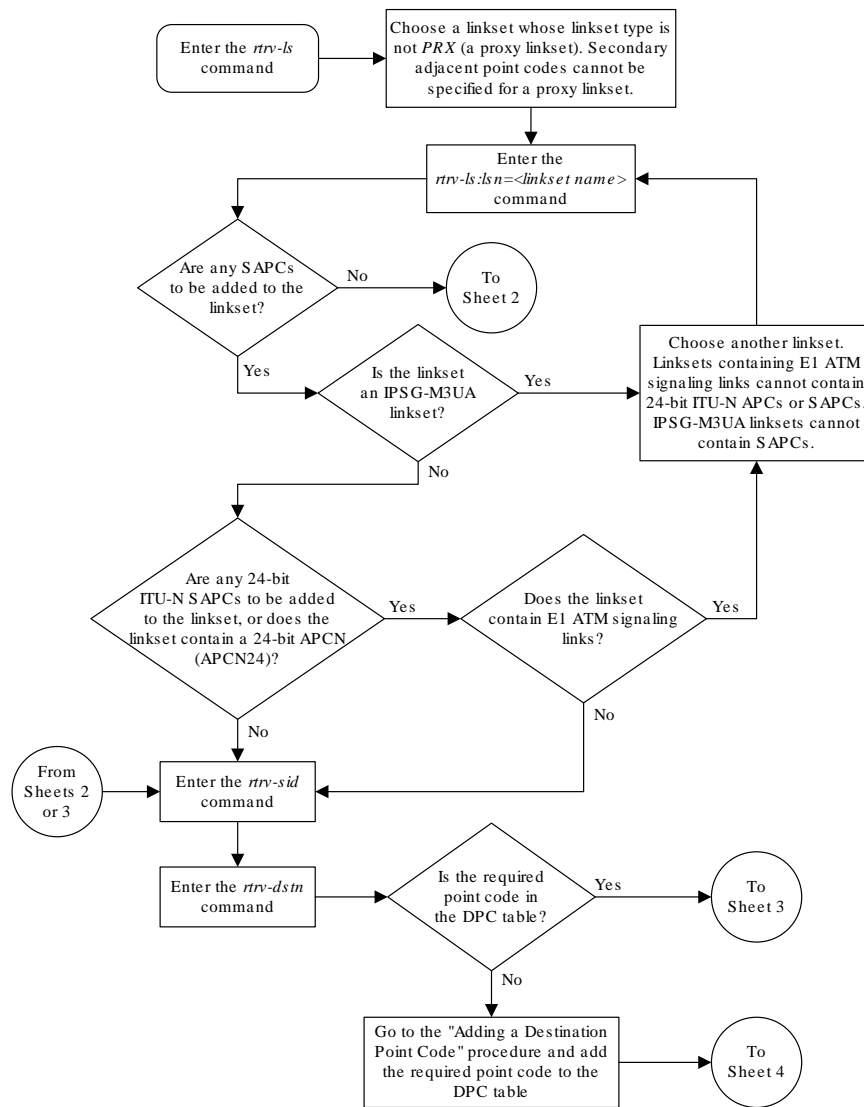 Enter the rtrv-ls
command
Choose a linkset whose linkset type is
not PRX (a proxy linkset). Secondary
adjacent point codes cannot be
specified for a proxy linkset.
Enter the
rtrv-ls:lsn=<linkset name>
command
Are any SAPCs
to be added to the
linkset?
No
To
Sheet 2
Yes
Is the linkset
an IPSG-M3UA
linkset?
Yes
Choose another linkset.
Linksets containing E1 ATM
signaling links cannot contain
24-bit ITU-N APCs or SAPCs.
IPSG-M3UA linksets cannot
contain SAPCs.
No
Are any 24-bit
ITU-N SAPCs to be added
to the linkset, or does the
linkset contain a 24-bit APCN
(APCN24)?
Yes
Does the linkset
contain E1 ATM signaling
links?
Yes
No
No
From
Sheets 2
or 3
Enter the rtrv-sid
command
Enter the rtrv-dstn
command
Is the required
point code in
the DPC table?
Yes
To
Sheet 3
No
Go to the "Adding a Destination
Point Code" procedure and add
the required point code to the
DPC table
To
Sheet 4